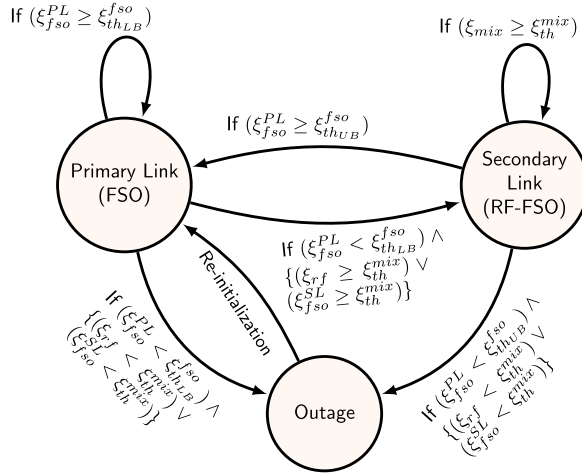 If (ξ_{fso}^{PL} ≥ ξ_{th_{LB}}^{fso})
If (ξ_{mix} ≥ ξ_{th}^{mix})
If (ξ_{fso}^{PL} ≥ ξ_{th_{UB}}^{fso})
Primary Link
(FSO)
Secondary
Link
(RF-FSO)
If (ξ_{fso}^{PL} < ξ_{th_{LB}}^{fso}) ∧
{(ξ_{rf} ≥ ξ_{th}^{mix}) ∨
(ξ_{fso}^{SL} ≥ ξ_{th}^{mix})}
Re-initialization
If (ξ_{fso}^{PL} < ξ_{th_{LB}}^{fso}) ∧
{(ξ_{rf} < ξ_{th}^{mix}) ∨
(ξ_{fso}^{SL} < ξ_{th}^{mix})}
If (ξ_{fso}^{PL} < ξ_{th_{UB}}^{fso}) ∧
{(ξ_{rf} < ξ_{th}^{mix}) ∨
(ξ_{fso}^{SL} < ξ_{th}^{mix})}
Outage